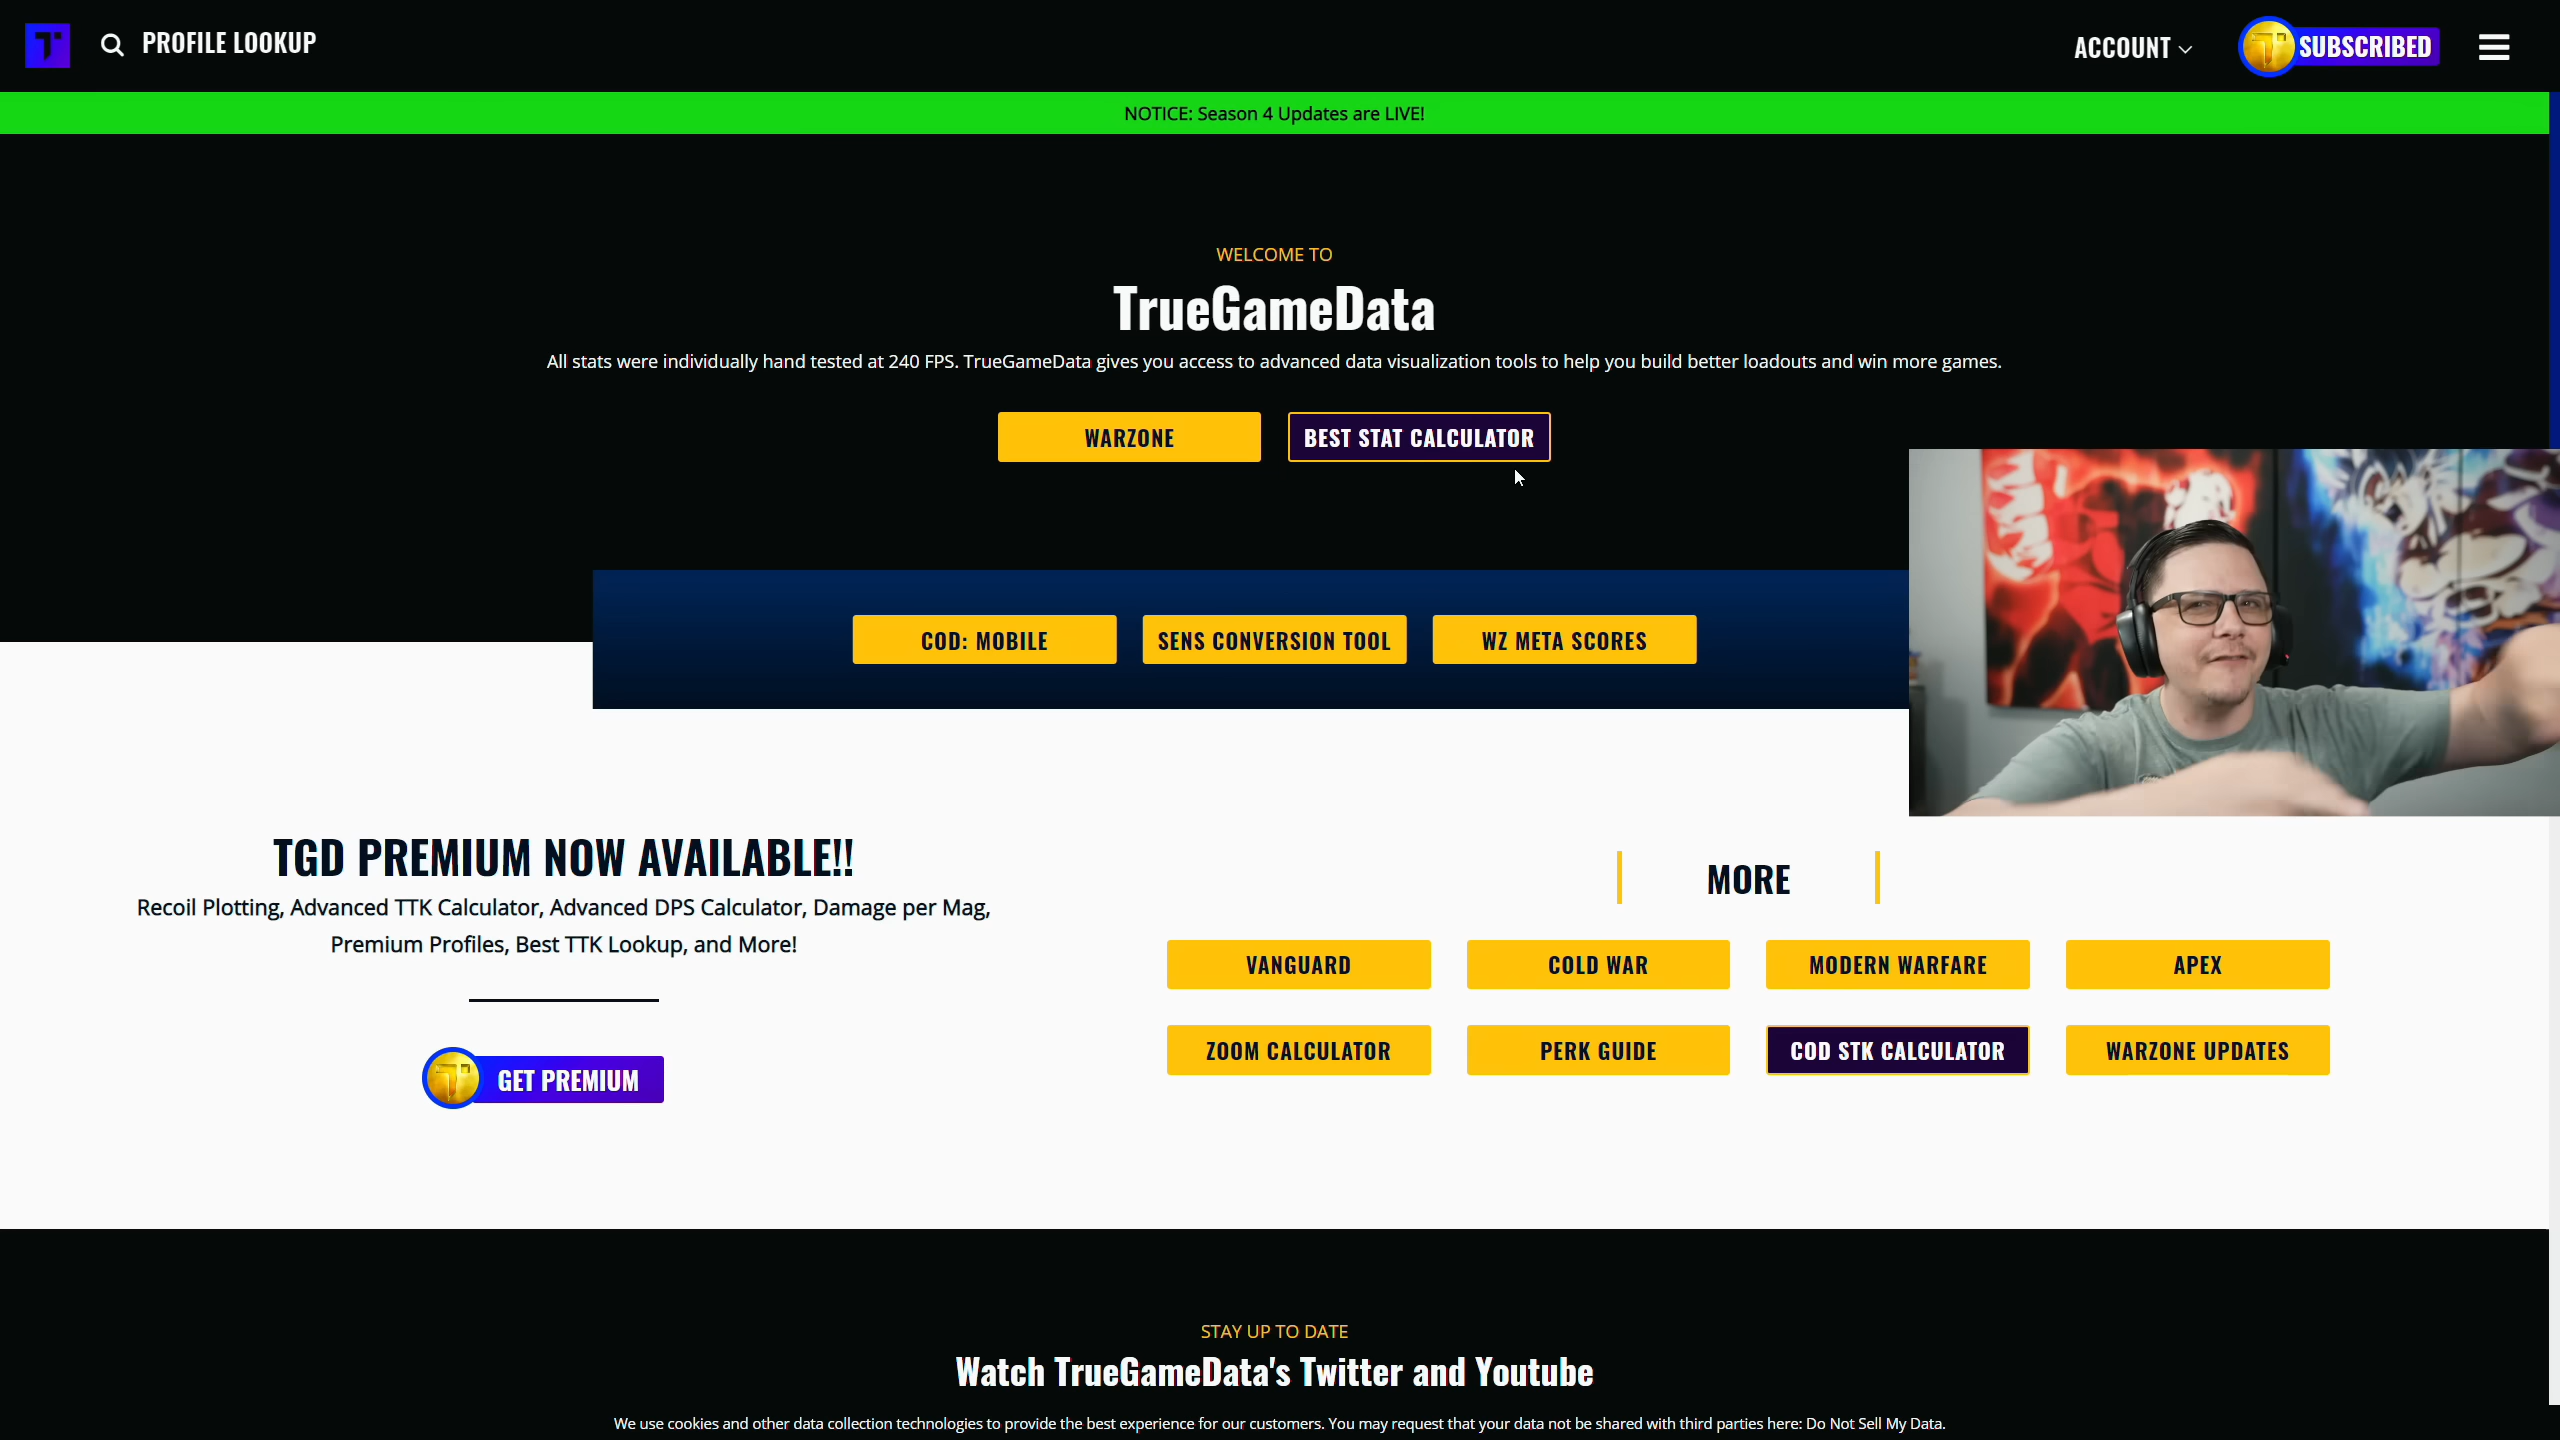 PROFILE LOOKUP
ACCOUNT
SUBSCRIBED
NOTICE: Season 4 Updates are LIVE!
WELCOME TO
TrueGameData
All stats were individually hand tested at 240 FPS. TrueGameData gives you access to advanced data visualization tools to help you build better loadouts and win more games.
WARZONE
BEST STAT CALCULATOR
COD: MOBILE
SENS CONVERSION TOOL
WZ META SCORES
TGD PREMIUM NOW AVAILABLE!!
Recoil Plotting, Advanced TTK Calculator, Advanced DPS Calculator, Damage per Mag,
Premium Profiles, Best TTK Lookup, and More!
GET PREMIUM
MORE
VANGUARD
COLD WAR
MODERN WARFARE
APEX
ZOOM CALCULATOR
PERK GUIDE
COD STK CALCULATOR
WARZONE UPDATES
STAY UP TO DATE
Watch TrueGameData's Twitter and Youtube
We use cookies and other data collection technologies to provide the best experience for our customers. You may request that your data not be shared with third parties here: Do Not Sell My Data.